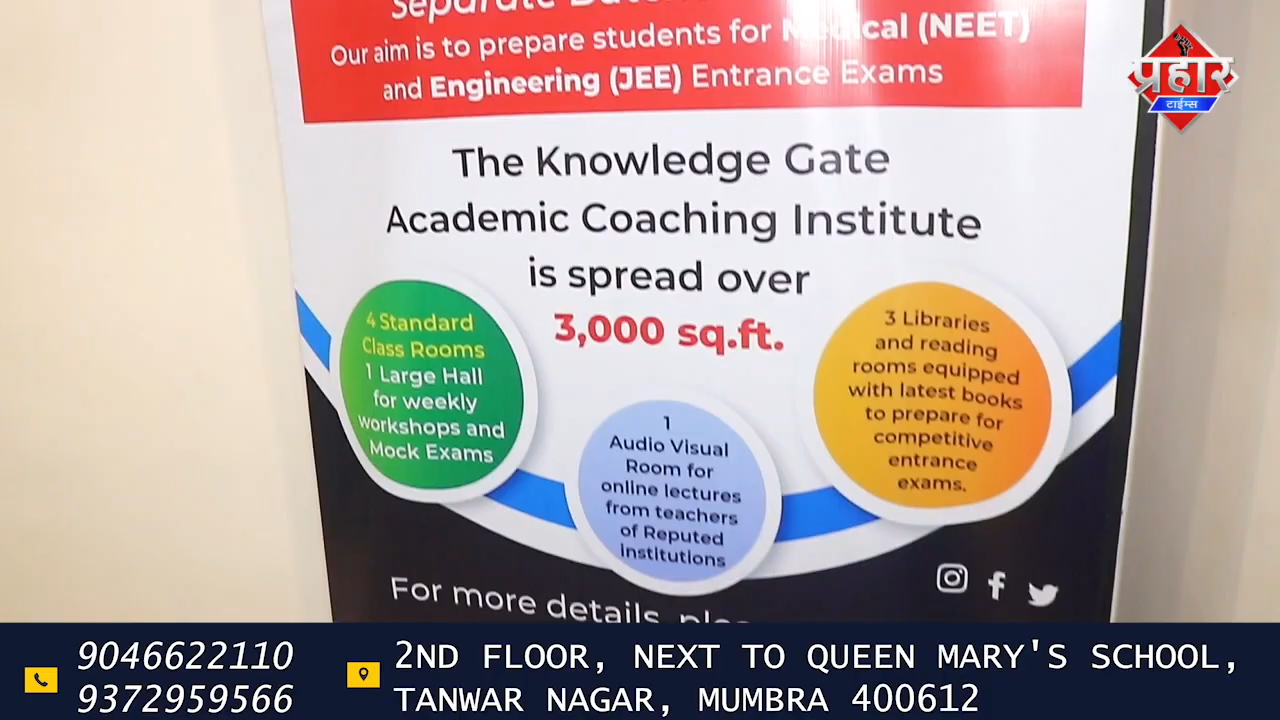 Separate
Our aim is to prepare students for Medical (NEET)
and Engineering (JEE) Entrance Exams
प्रहार
टाईम्स
The Knowledge Gate
Academic Coaching Institute
is spread over
3,000 sq.ft.
4 Standard
Class Rooms
1 Large Hall
for weekly
workshops and
Mock Exams
1
Audio Visual
Room for
online lectures
from teachers
of Reputed
institutions
3 Libraries
and reading
rooms equipped
with latest books
to prepare for
competitive
entrance
exams.
For more details,
9046622110
9372959566
2ND FLOOR, NEXT TO QUEEN MARY'S SCHOOL,
TANWAR NAGAR, MUMBRA 400612